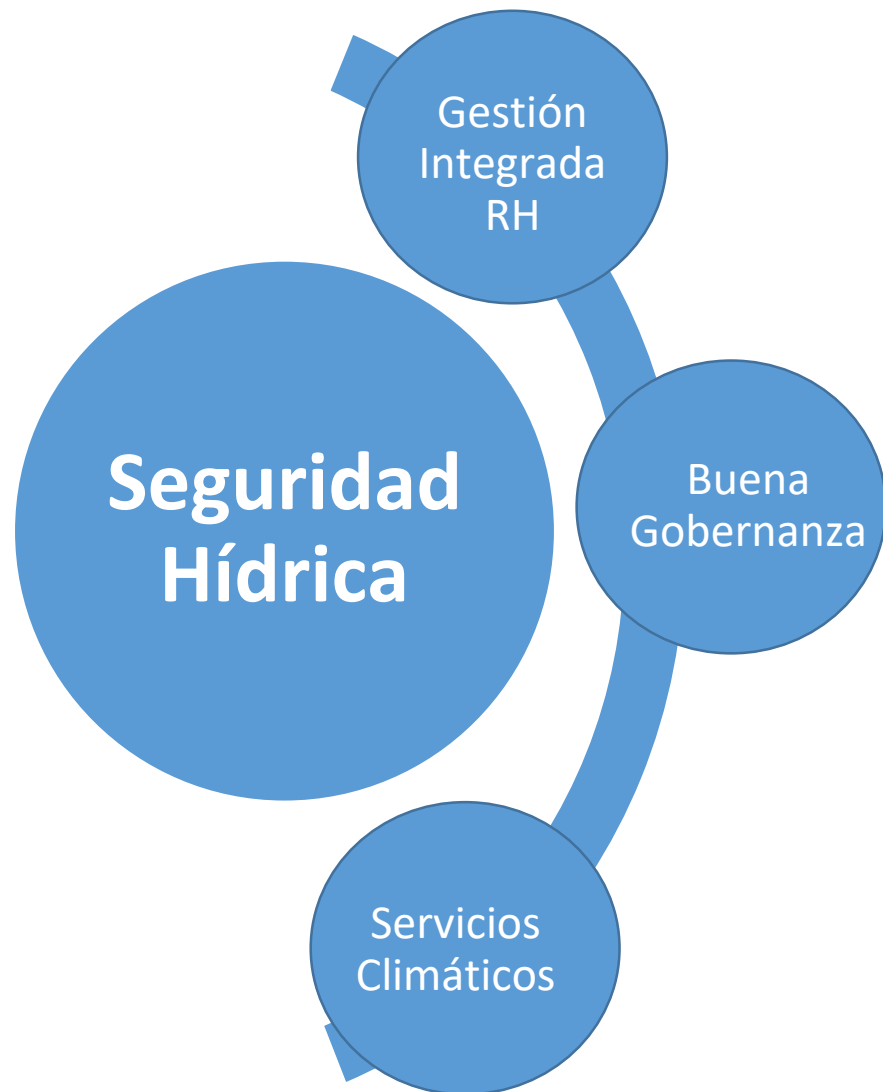 Gestión
Integrada
RH
Seguridad
Hídrica
Buena
Gobernanza
Servicios
Climáticos